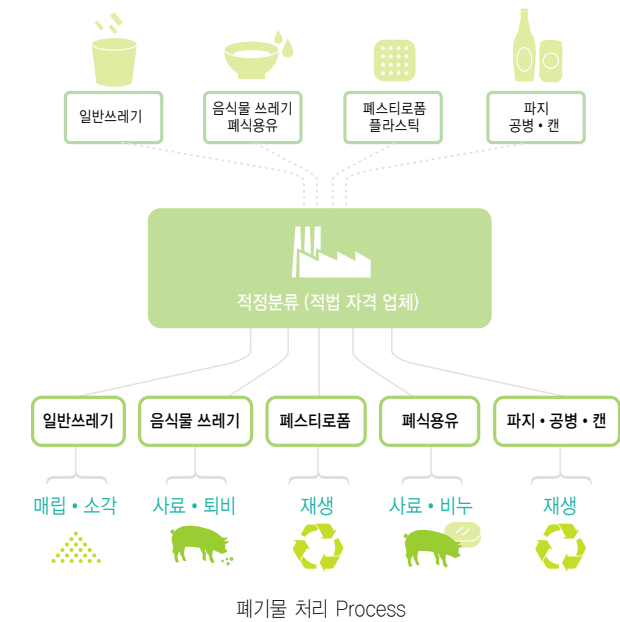 일반쓰레기
음식물 쓰레기
폐식용유
폐스티로폼
플라스틱
파지
공병 • 캔
적정분류 (적법 자격 업체)
일반쓰레기
음식물 쓰레기
폐스티로폼
폐식용유
파지 • 공병 • 캔
매립 • 소각
사료 • 퇴비
재생
사료 • 비누
재생
폐기물 처리 Process